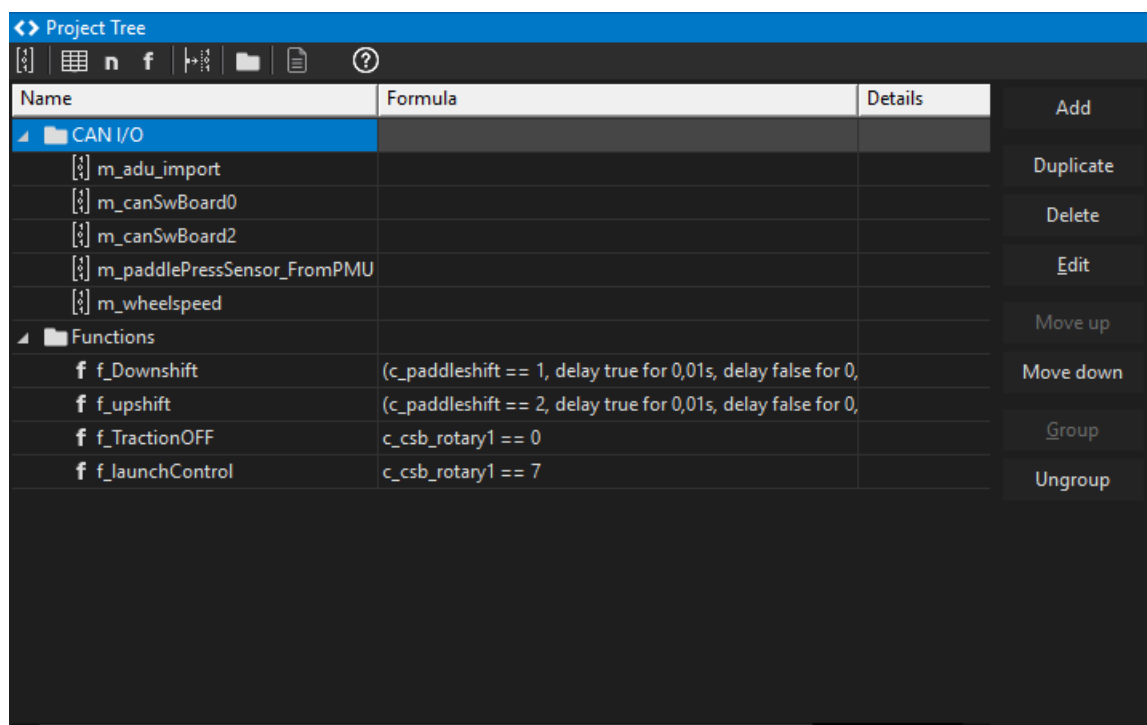 Project Tree
n f ?
Name Formula Details
Add
CAN I/O
m_adu_import
Duplicate
m_canSwBoard0
Delete
m_canSwBoard2
m_paddlePressSensor_FromPMU
Edit
m_wheelspeed
Move up
Functions
f f_Downshift (c_paddleshift == 1, delay true for 0,01s, delay false for 0,
Move down
f f_upshift (c_paddleshift == 2, delay true for 0,01s, delay false for 0,
f f_TractionOFF c_csb_rotary1 == 0
Group
f f_launchControl c_csb_rotary1 == 7
Ungroup